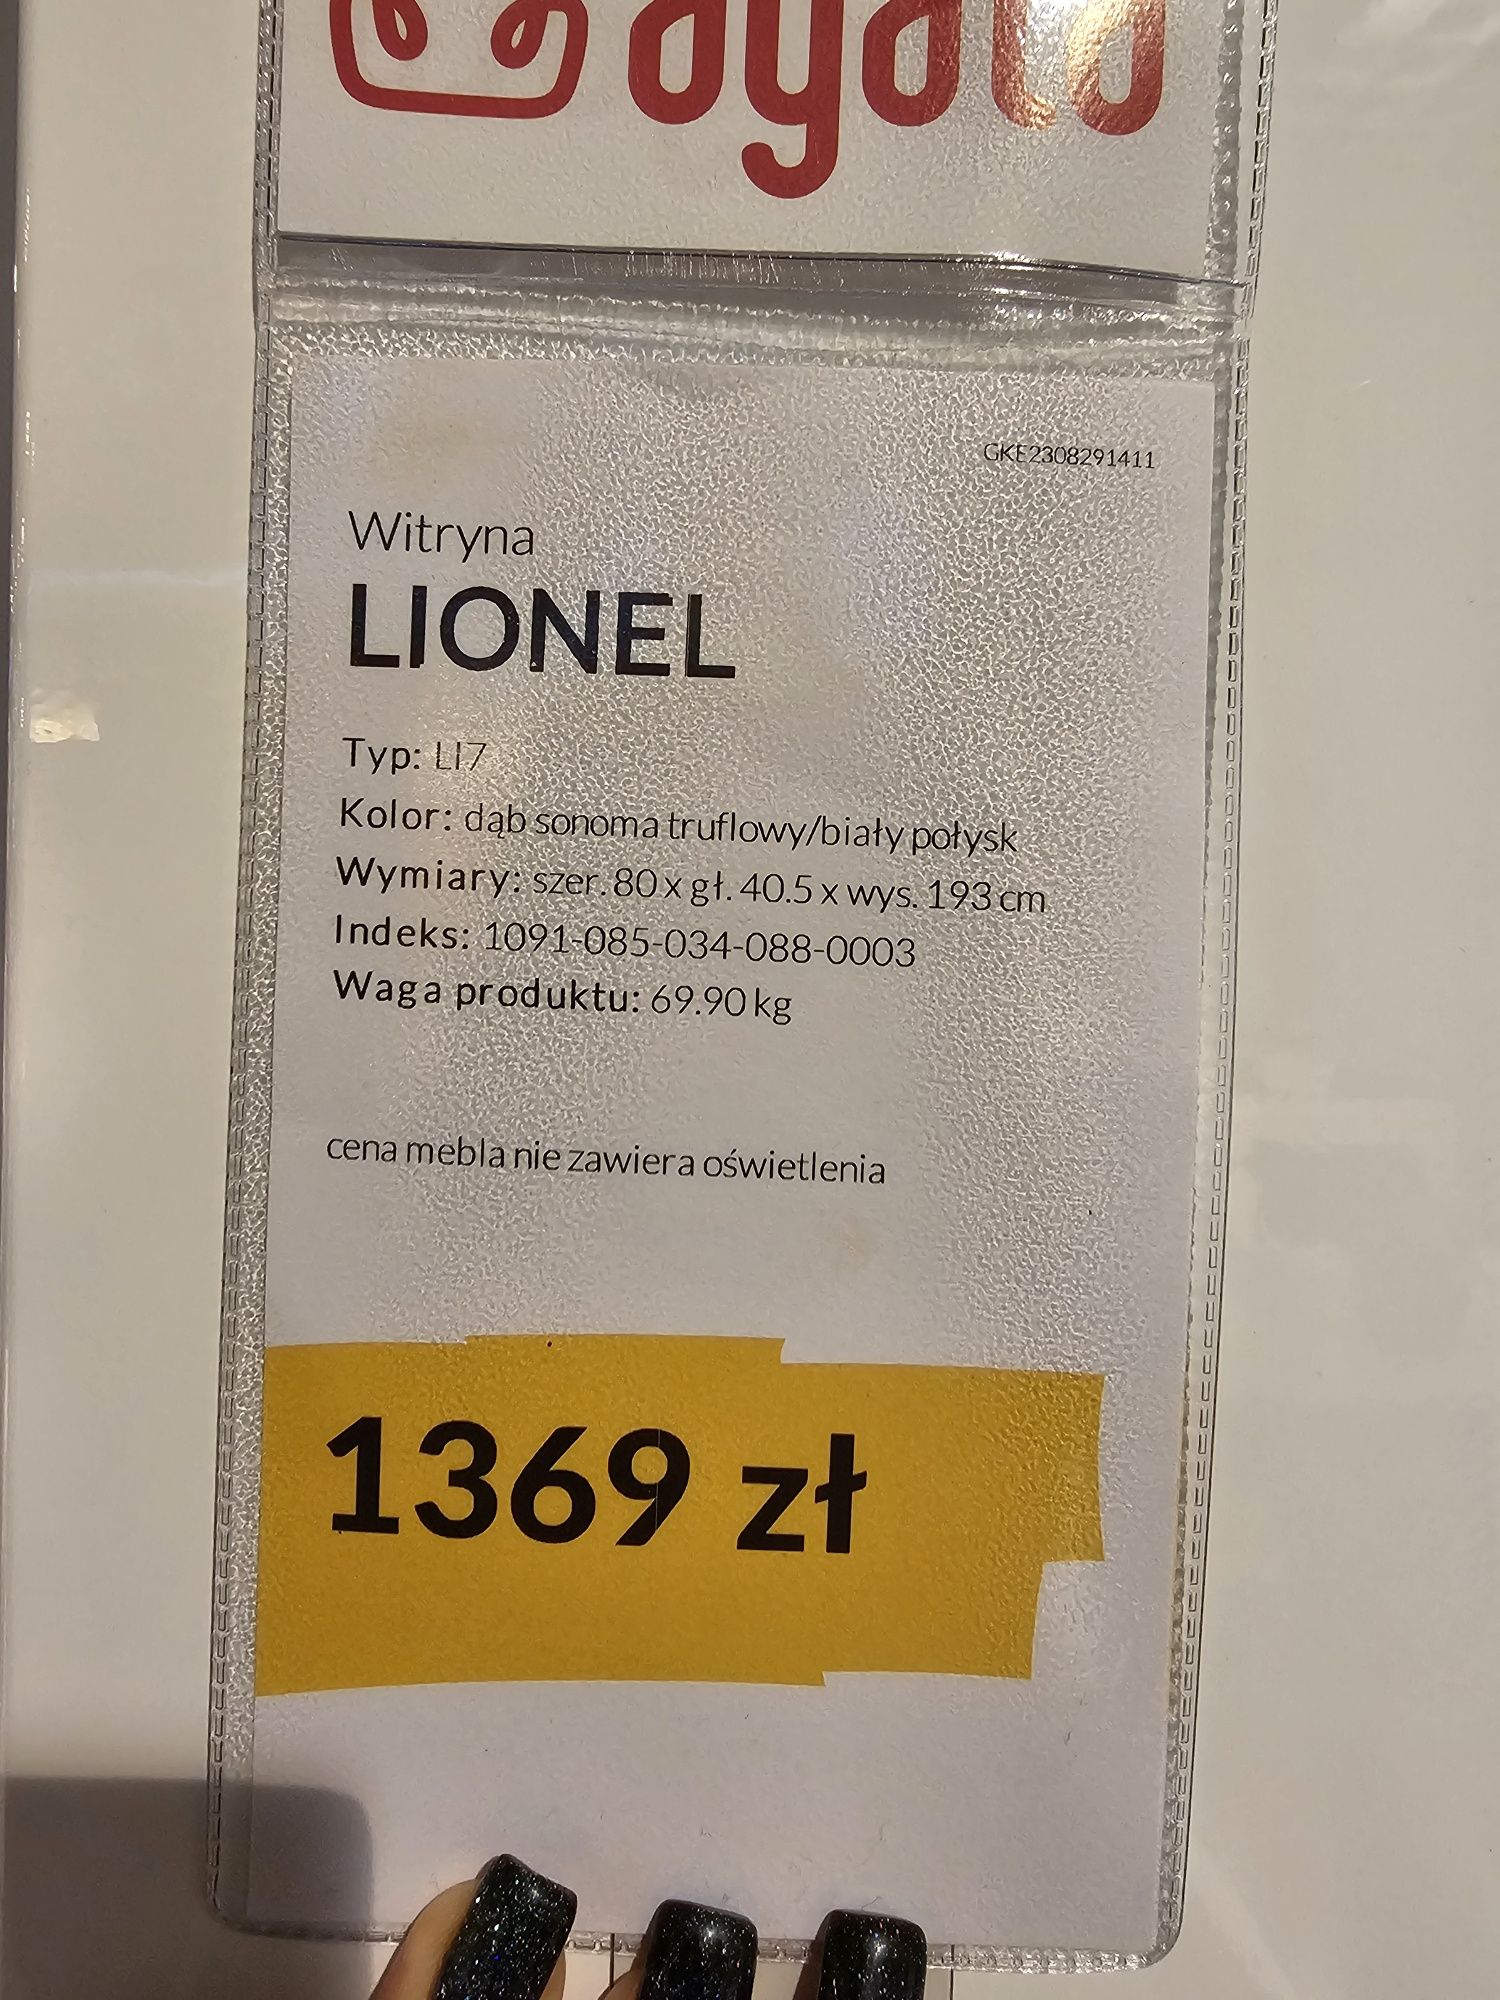 agata
GKE2308291411
Witryna
LIONEL
Typ: LI7
Kolor: dąb sonoma truflowy/biały połysk
Wymiary: szer. 80 x gł. 40.5 x wys. 193 cm
Indeks: 1091-085-034-088-0003
Waga produktu: 69.90 kg
cena mebla nie zawiera oświetlenia
1369 zł